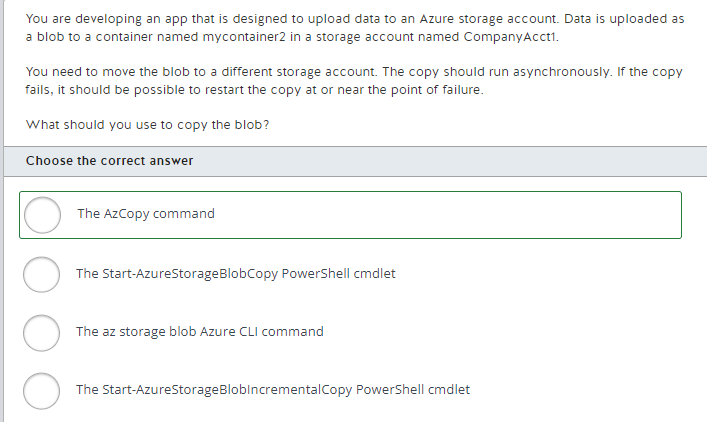 You are developing an app that is designed to upload data to an Azure storage account. Data is uploaded as
a blob to a container named mycontainer2 in a storage account named CompanyAcct1.
You need to move the blob to a different storage account. The copy should run asynchronously. If the copy
fails, it should be possible to restart the copy at or near the point of failure.
What should you use to copy the blob?
Choose the correct answer
The AzCopy command
The Start-AzureStorageBlobCopy PowerShell cmdlet
The az storage blob Azure CLI command
The Start-AzureStorageBlobIncrementalCopy PowerShell cmdlet